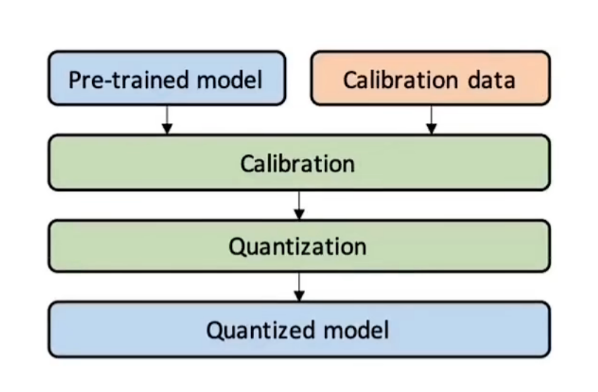 Pre-trained model
Calibration data
Calibration
Quantization
Quantized model